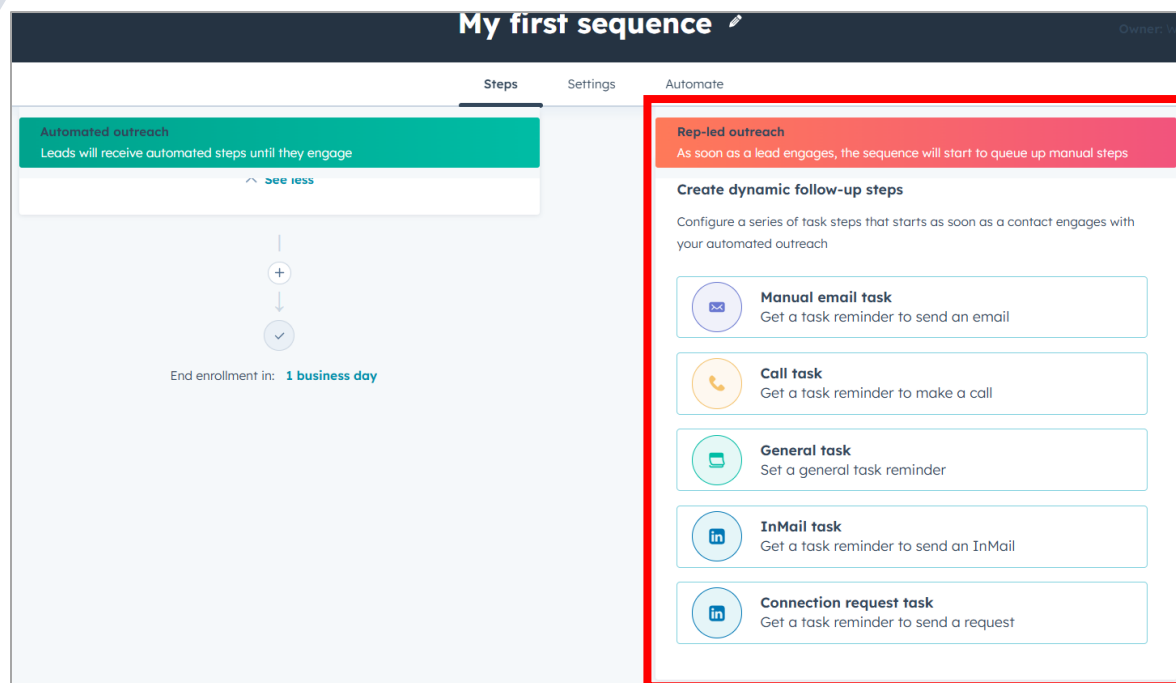 My first sequence
Owner:
Steps
Settings
Automate
Automated outreach
Leads will receive automated steps until they engage
See less
End enrollment in: 1 business day
Rep-led outreach
As soon as a lead engages, the sequence will start to queue up manual steps
Create dynamic follow-up steps
Configure a series of task steps that starts as soon as a contact engages with
your automated outreach
Manual email task
Get a task reminder to send an email
Call task
Get a task reminder to make a call
General task
Set a general task reminder
in
InMail task
Get a task reminder to send an InMail
in
Connection request task
Get a task reminder to send a request